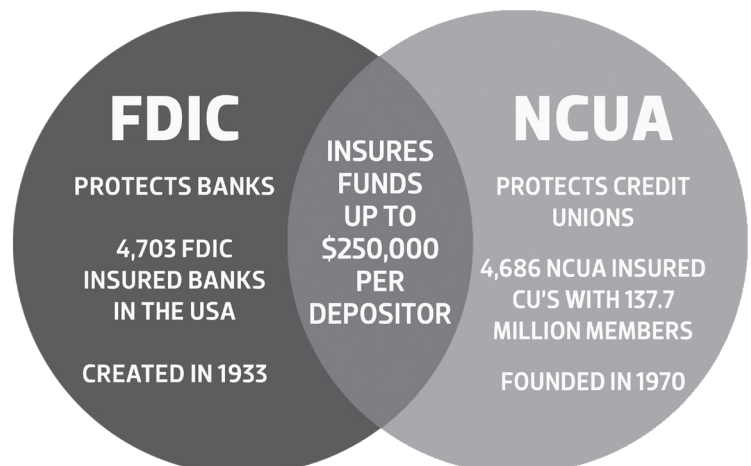 FDIC
PROTECTS BANKS
4,703 FDIC
INSURED BANKS
IN THE USA
CREATED IN 1933
INSURES
FUNDS
UP TO
$250,000
PER
DEPOSITOR
NCUA
PROTECTS CREDIT
UNIONS
4,686 NCUA INSURED
CU'S WITH 137.7
MILLION MEMBERS
FOUNDED IN 1970